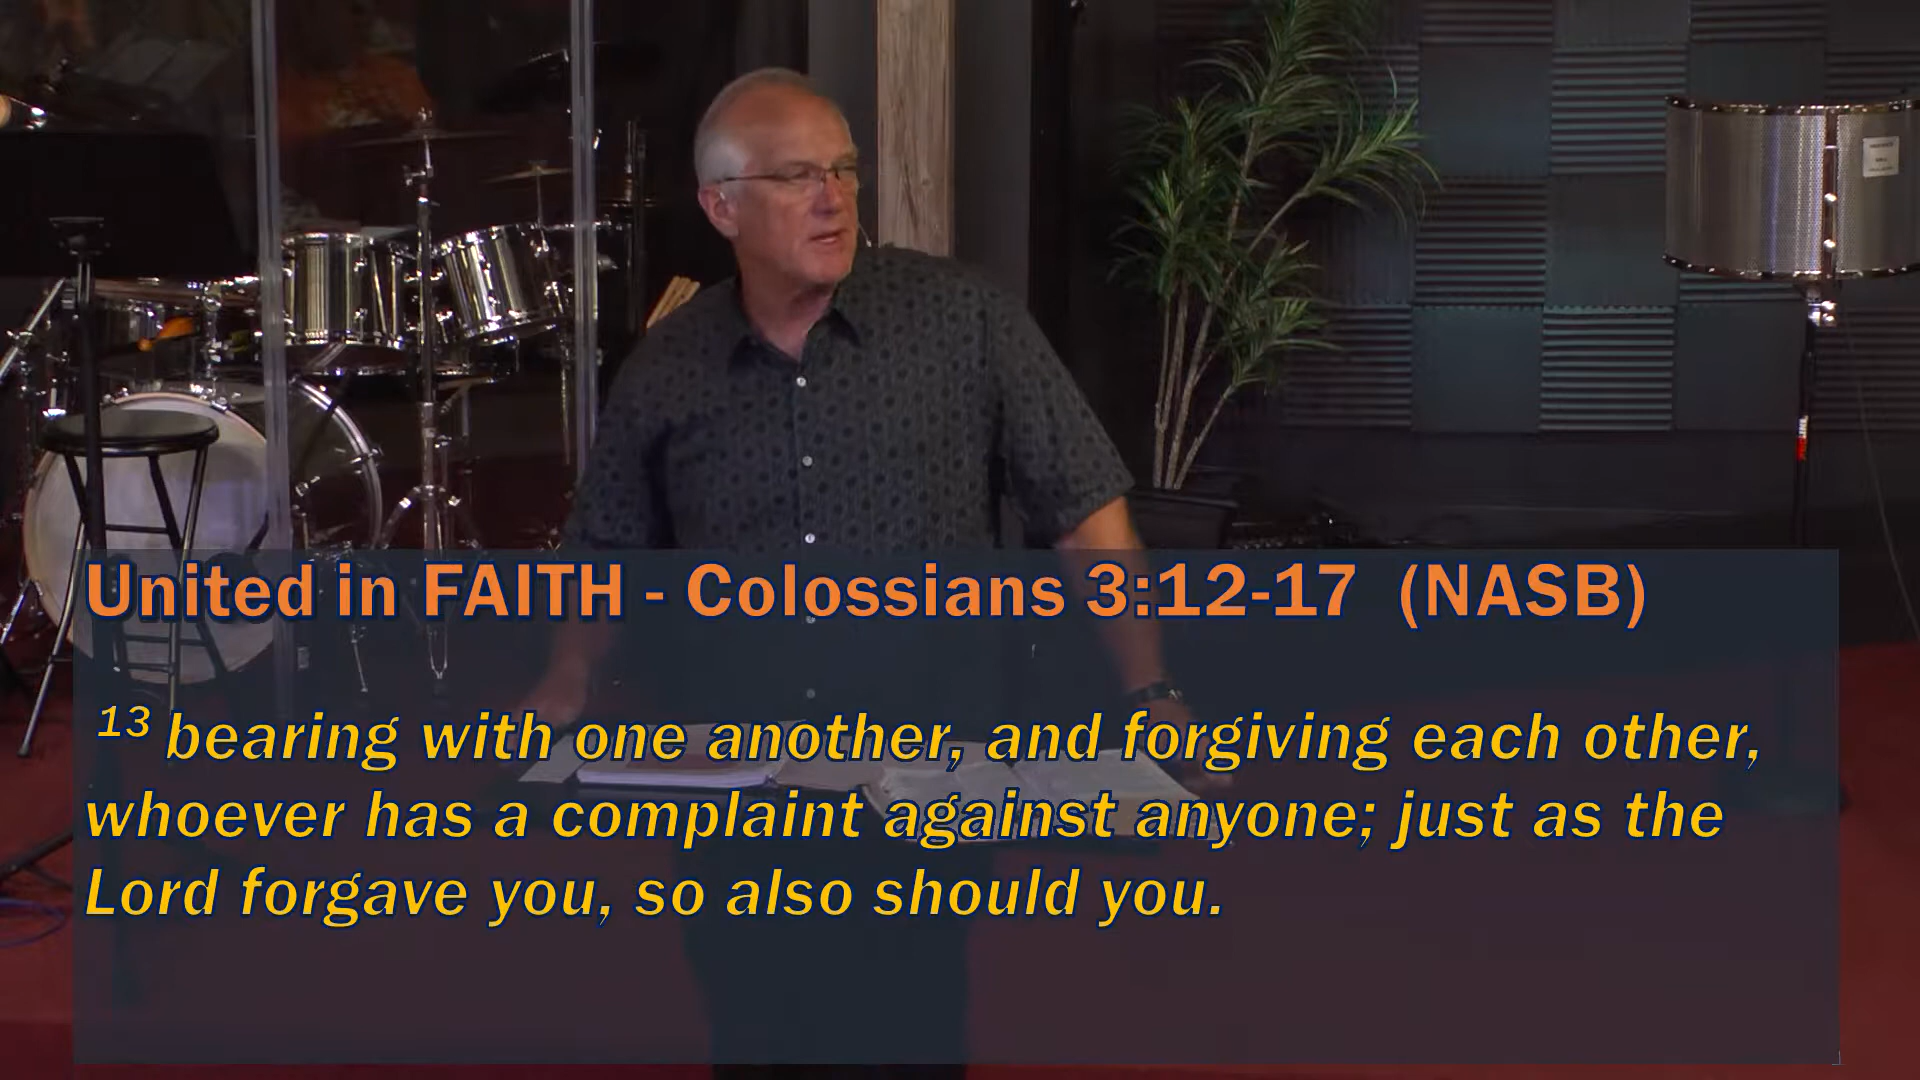 United in FAITH - Colossians 3:12-17 (NASB)
13 bearing with one another, and forgiving each other,
whoever has a complaint against anyone; just as the
Lord forgave you, so also should you.